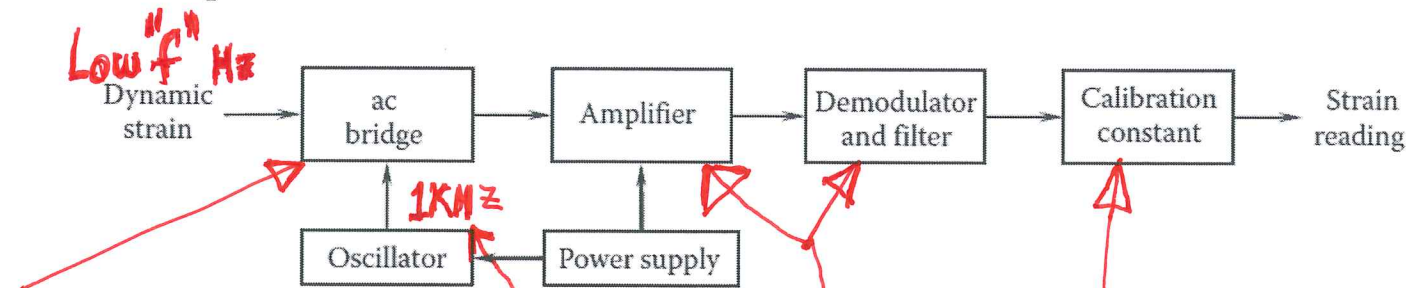 Low "f" Hz
Dynamic
strain
ac
bridge
Amplifier
Demodulator
and filter
Calibration
constant
Strain
reading
1KHZ
Oscillator
Power supply